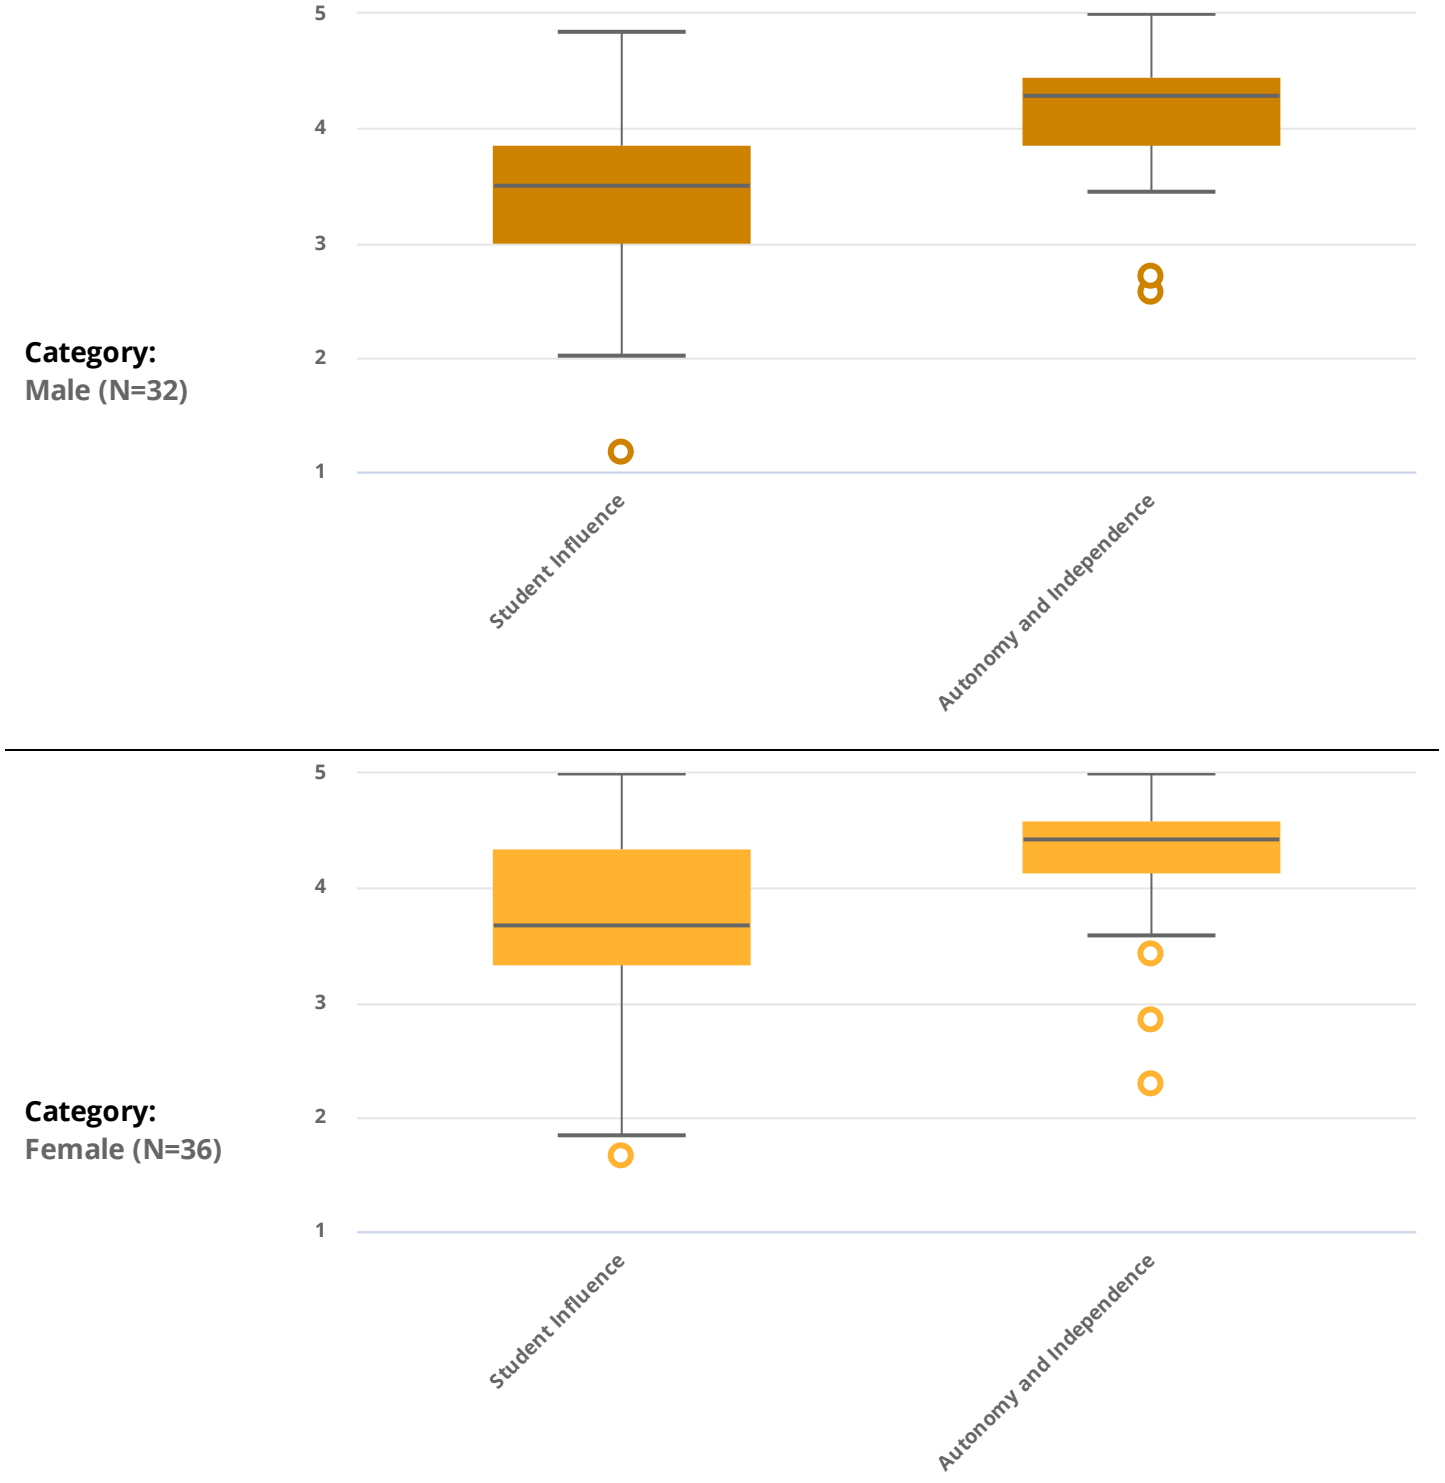 5
4
3
2
1
Category:
Male (N=32)
Student Influence
Autonomy and Independence
5
4
3
2
1
Category:
Female (N=36)
Student Influence
Autonomy and Independence